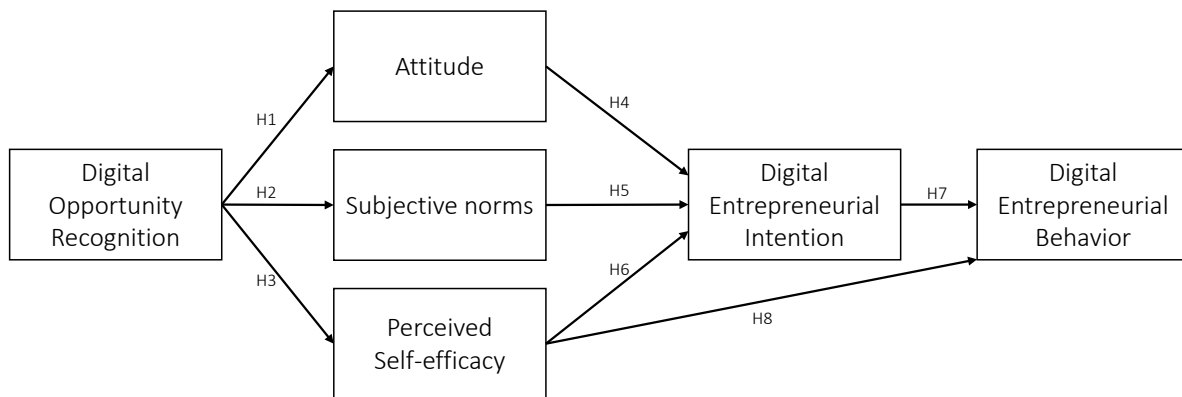 Attitude
H1
H4
Digital
Opportunity
Recognition
H2
Subjective norms
H5
Digital
Entrepreneurial
Intention
H7
Digital
Entrepreneurial
Behavior
H3
H6
Perceived
Self-efficacy
H8